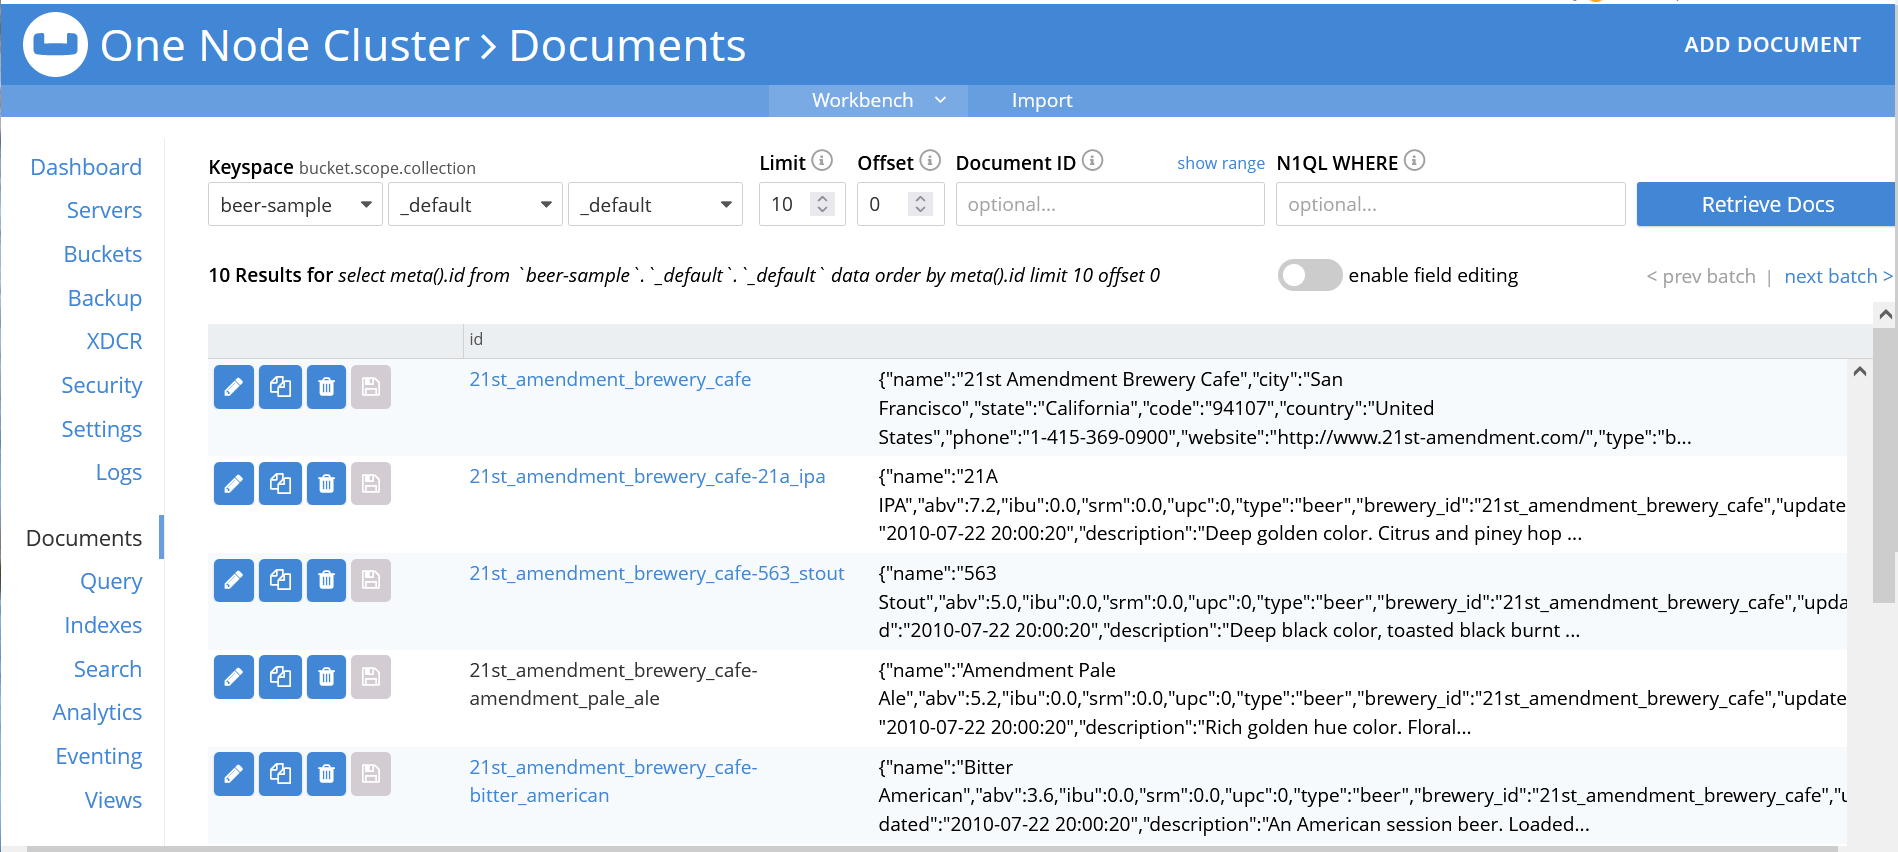 One Node Cluster > Documents
ADD DOCUMENT
Workbench
Import
Dashboard
Servers
Buckets
Backup
XDCR
Security
Settings
Logs
Documents
Query
Indexes
Search
Analytics
Eventing
Views
Keyspace bucket.scope.collection
Limit
Offset
Document ID
show range
N1QL WHERE
beer-sample
_default
_default
10
0
optional...
optional...
Retrieve Docs
10 Results for select meta().id from `beer-sample`.`_default`.`_default` data order by meta().id limit 10 offset 0
enable field editing
< prev batch | next batch >
id
21st_amendment_brewery_cafe
{"name":"21st Amendment Brewery Cafe","city":"San
Francisco","state":"California","code":"94107","country":"United
States","phone":"1-415-369-0900","website":"http://www.21st-amendment.com/","type":"b...
21st_amendment_brewery_cafe-21a_ipa
{"name":"21A
IPA","abv":7.2,"ibu":0.0,"srm":0.0,"upc":0,"type":"beer","brewery_id":"21st_amendment_brewery_cafe","update
"2010-07-22 20:00:20","description":"Deep golden color. Citrus and piney hop ...
21st_amendment_brewery_cafe-563_stout
{"name":"563
Stout","abv":5.0,"ibu":0.0,"srm":0.0,"upc":0,"type":"beer","brewery_id":"21st_amendment_brewery_cafe","upda
d":"2010-07-22 20:00:20","description":"Deep black color, toasted black burnt ...
21st_amendment_brewery_cafe-
amendment_pale_ale
{"name":"Amendment Pale
Ale","abv":5.2,"ibu":0.0,"srm":0.0,"upc":0,"type":"beer","brewery_id":"21st_amendment_brewery_cafe","update
"2010-07-22 20:00:20","description":"Rich golden hue color. Floral...
21st_amendment_brewery_cafe-
bitter_american
{"name":"Bitter
American","abv":3.6,"ibu":0.0,"srm":0.0,"upc":0,"type":"beer","brewery_id":"21st_amendment_brewery_cafe","u
dated":"2010-07-22 20:00:20","description":"An American session beer. Loaded...